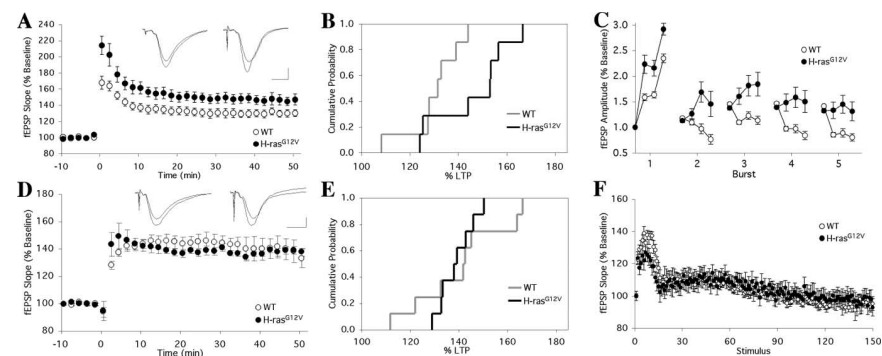 A
fEPSP Slope (% Baseline)
240
220
200
180
160
140
120
100
80
-10 0 10 20 30 40 50
Time (min)
WT
H-ras^G12V
B
Cumulative Probability
1.0
0.8
0.6
0.4
0.2
0.0
100 120 140 160 180
% LTP
WT
H-ras^G12V
C
fEPSP Amplitude (% Baseline)
3.0
2.5
2.0
1.5
1.0
0.5
1 2 3 4 5
Burst
WT
H-ras^G12V
D
fEPSP Slope (% Baseline)
180
160
140
120
100
80
-10 0 10 20 30 40 50
Time (min)
WT
H-ras^G12V
E
Cumulative Probability
1.0
0.8
0.6
0.4
0.2
0.0
100 120 140 160 180
% LTP
WT
H-ras^G12V
F
fEPSP Slope (% Baseline)
160
140
120
100
80
0 30 60 90 120 150
Stimulus
WT
H-ras^G12V